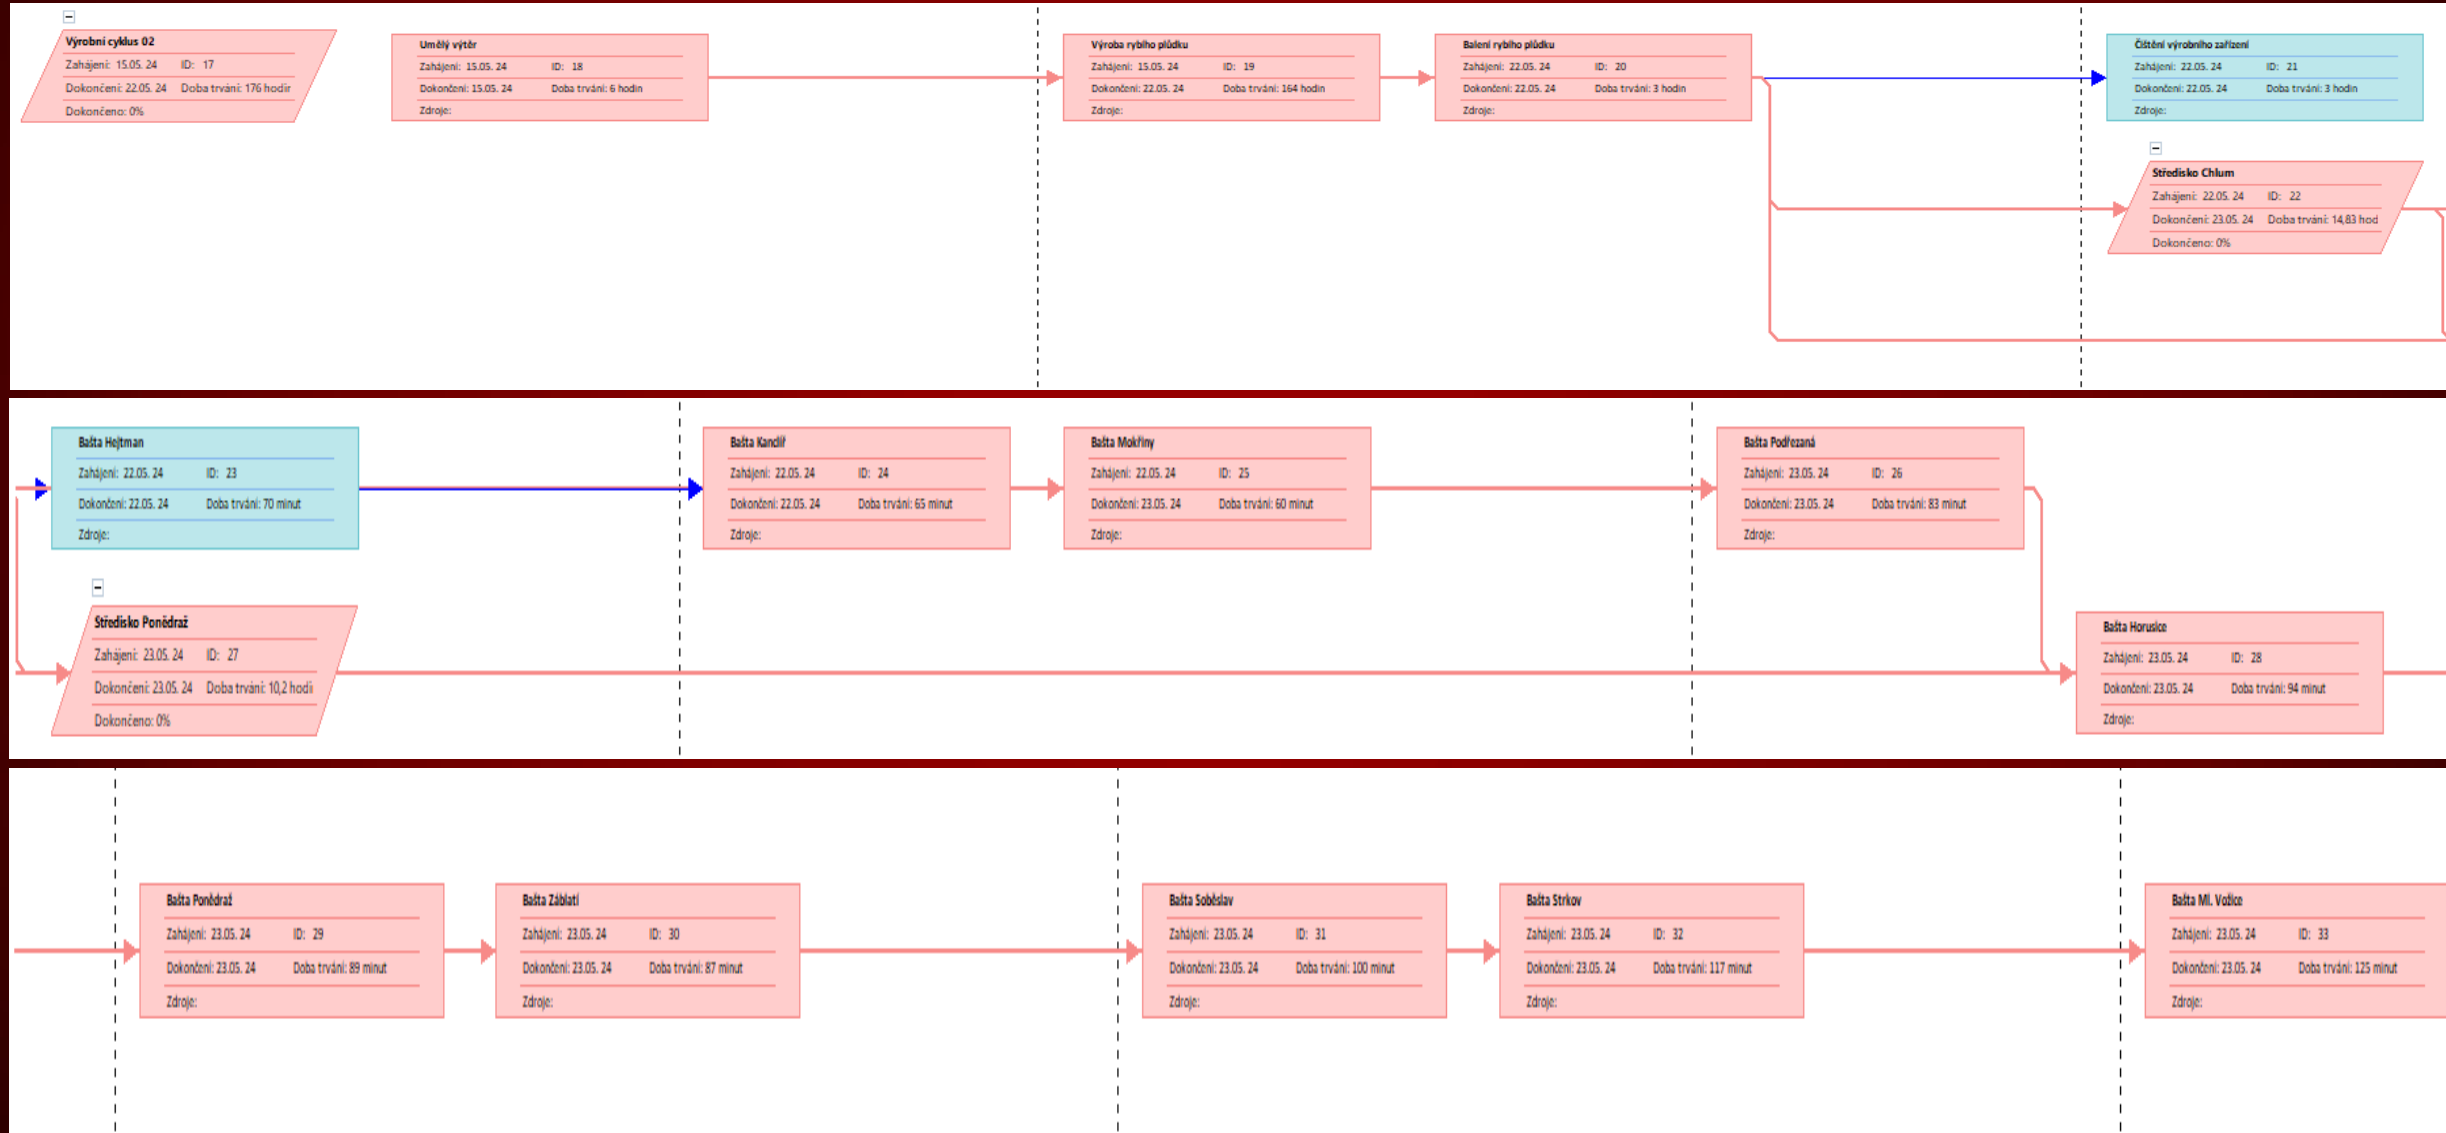 Výrobní cyklus 02
Zahájení: 15.05. 24 ID: 17
Dokončení: 22.05. 24 Doba trvání: 176 hodir
Dokončeno: 0%
Umělý výtěr
Zahájení: 15.05. 24 ID: 18
Dokončení: 15.05. 24 Doba trvání: 6 hodin
Zdroje:
Výroba rybího plůdku
Zahájení: 15.05. 24 ID: 19
Dokončení: 22.05. 24 Doba trvání: 164 hodin
Zdroje:
Balení rybího plůdku
Zahájení: 22.05. 24 ID: 20
Dokončení: 22.05. 24 Doba trvání: 3 hodin
Zdroje:
Čištění výrobního zařízení
Zahájení: 22.05. 24 ID: 21
Dokončení: 22.05. 24 Doba trvání: 3 hodin
Zdroje:
Středisko Chlum
Zahájení: 22.05. 24 ID: 22
Dokončení: 23.05. 24 Doba trvání: 14,83 hod
Dokončeno: 0%
Bašta Hejtman
Zahájení: 22.05. 24 ID: 23
Dokončení: 22.05. 24 Doba trvání: 70 minut
Zdroje:
Bašta Kanclíř
Zahájení: 22.05. 24 ID: 24
Dokončení: 22.05. 24 Doba trvání: 65 minut
Zdroje:
Bašta Mokřiny
Zahájení: 22.05. 24 ID: 25
Dokončení: 23.05. 24 Doba trvání: 60 minut
Zdroje:
Bašta Podřezaná
Zahájení: 23.05. 24 ID: 26
Dokončení: 23.05. 24 Doba trvání: 83 minut
Zdroje:
Středisko Ponědraž
Zahájení: 23.05. 24 ID: 27
Dokončení: 23.05. 24 Doba trvání: 10,2 hodi
Dokončeno: 0%
Bašta Horusice
Zahájení: 23.05. 24 ID: 28
Dokončení: 23.05. 24 Doba trvání: 94 minut
Zdroje:
Bašta Ponědraž
Zahájení: 23.05. 24 ID: 29
Dokončení: 23.05. 24 Doba trvání: 89 minut
Zdroje:
Bašta Záblatí
Zahájení: 23.05. 24 ID: 30
Dokončení: 23.05. 24 Doba trvání: 87 minut
Zdroje:
Bašta Soběslav
Zahájení: 23.05. 24 ID: 31
Dokončení: 23.05. 24 Doba trvání: 100 minut
Zdroje:
Bašta Strkov
Zahájení: 23.05. 24 ID: 32
Dokončení: 23.05. 24 Doba trvání: 117 minut
Zdroje:
Bašta Ml. Vožice
Zahájení: 23.05. 24 ID: 33
Dokončení: 23.05. 24 Doba trvání: 125 minut
Zdroje: